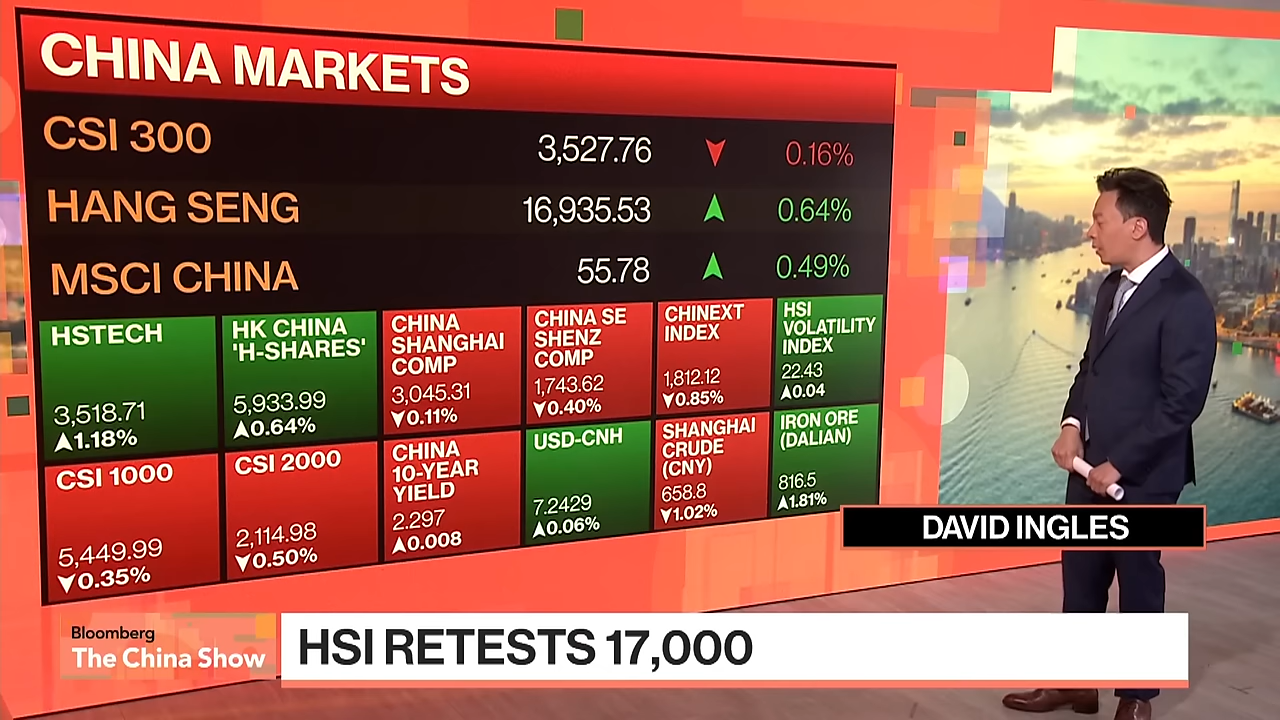 CHINA MARKETS
CSI 300 3,527.76 ▼ 0.16%
HANG SENG 16,935.53 ▲ 0.64%
MSCI CHINA 55.78 ▲ 0.49%
HSTECH
3,518.71
▲1.18%
HK CHINA
'H-SHARES'
5,933.99
▲0.64%
CHINA
SHANGHAI
COMP
3,045.31
▼0.11%
CHINA SE
SHENZ
COMP
1,743.62
▼0.40%
CHINEXT
INDEX
1,812.12
▼0.85%
HSI
VOLATILITY
INDEX
22.43
▲0.04
CSI 1000
5,449.99
▼0.35%
CSI 2000
2,114.98
▼0.50%
CHINA
10-YEAR
YIELD
2.297
▲0.008
USD-CNH
7.2429
▲0.06%
SHANGHAI
CRUDE
(CNY)
658.8
▼1.02%
IRON ORE
(DALIAN)
816.5
▲1.81%
DAVID INGLES
Bloomberg
The China Show
HSI RETESTS 17,000